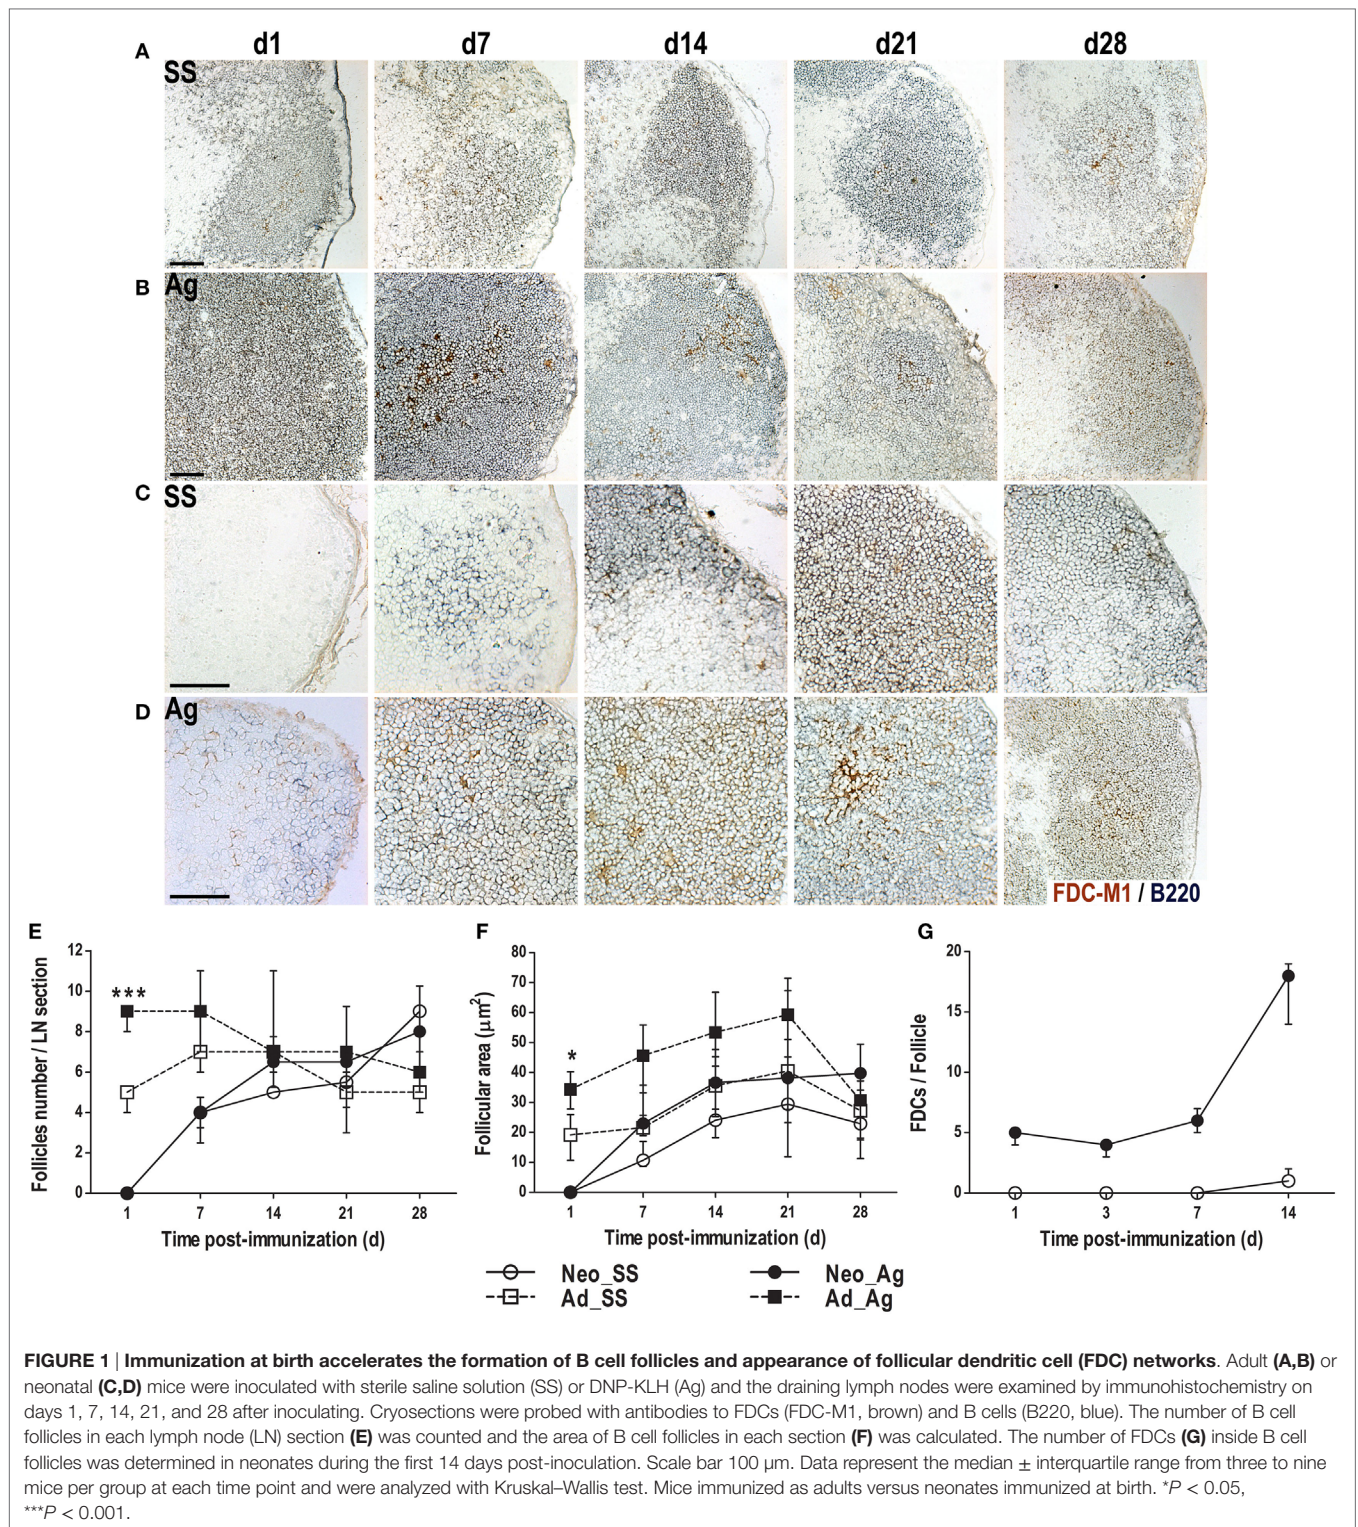 d1 d7 d14 d21 d28
A
SS
B
Ag
C
SS
D
Ag
FDC-M1 / B220
E
Follicles number / LN section
12
10
8
6
4
2
0
***
1 7 14 21 28
Time post-immunization (d)
F
Follicular area (µm²)
80
70
60
50
40
30
20
10
0
*
1 7 14 21 28
Time post-immunization (d)
G
FDCs / Follicle
20
15
10
5
0
1 3 7 14
Time post-immunization (d)
Neo_SS Neo_Ag
Ad_SS Ad_Ag
FIGURE 1 | Immunization at birth accelerates the formation of B cell follicles and appearance of follicular dendritic cell (FDC) networks. Adult (A,B) or
neonatal (C,D) mice were inoculated with sterile saline solution (SS) or DNP-KLH (Ag) and the draining lymph nodes were examined by immunohistochemistry on
days 1, 7, 14, 21, and 28 after inoculating. Cryosections were probed with antibodies to FDCs (FDC-M1, brown) and B cells (B220, blue). The number of B cell
follicles in each lymph node (LN) section (E) was counted and the area of B cell follicles in each section (F) was calculated. The number of FDCs (G) inside B cell
follicles was determined in neonates during the first 14 days post-inoculation. Scale bar 100 µm. Data represent the median ± interquartile range from three to nine
mice per group at each time point and were analyzed with Kruskal–Wallis test. Mice immunized as adults versus neonates immunized at birth. *P < 0.05,
***P < 0.001.